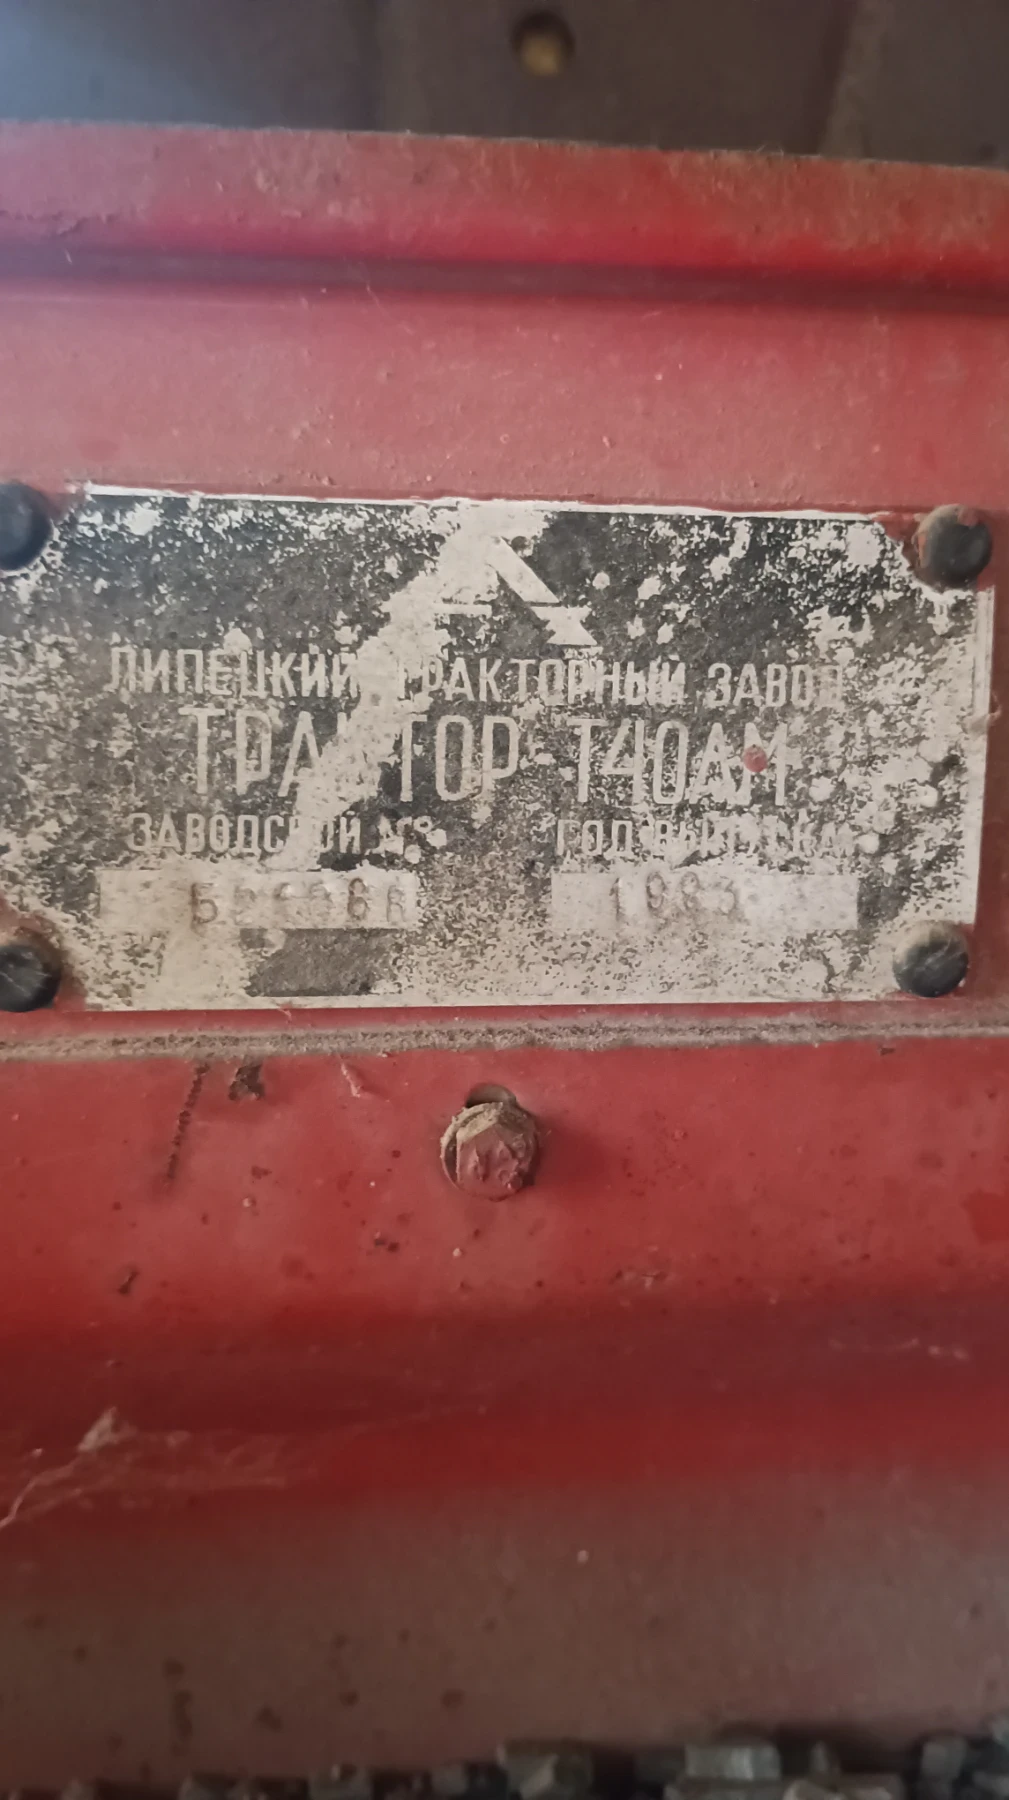 ЛИПЕЦКИЙ ТРАКТОРНЫЙ ЗАВОД
ТРАКТОР Т40АМ
ЗАВОДСКОЙ № ГОД ВЫПУСКА